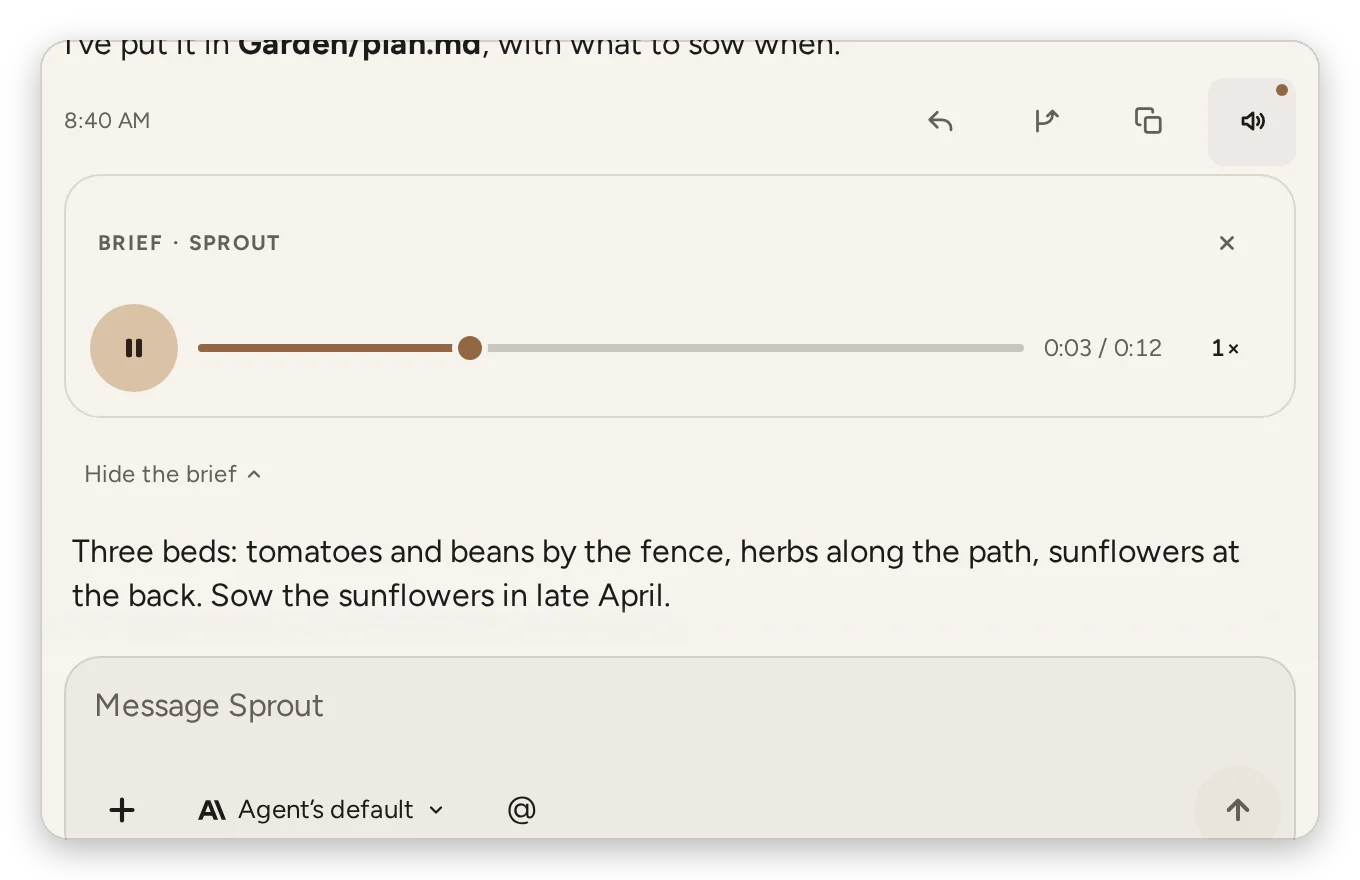 I've put it in Garden/plan.md, with what to sow when.
8:40 AM
BRIEF · SPROUT
0:03 / 0:12
1×
Hide the brief
Three beds: tomatoes and beans by the fence, herbs along the path, sunflowers at
the back. Sow the sunflowers in late April.
Message Sprout
Agent’s default
@